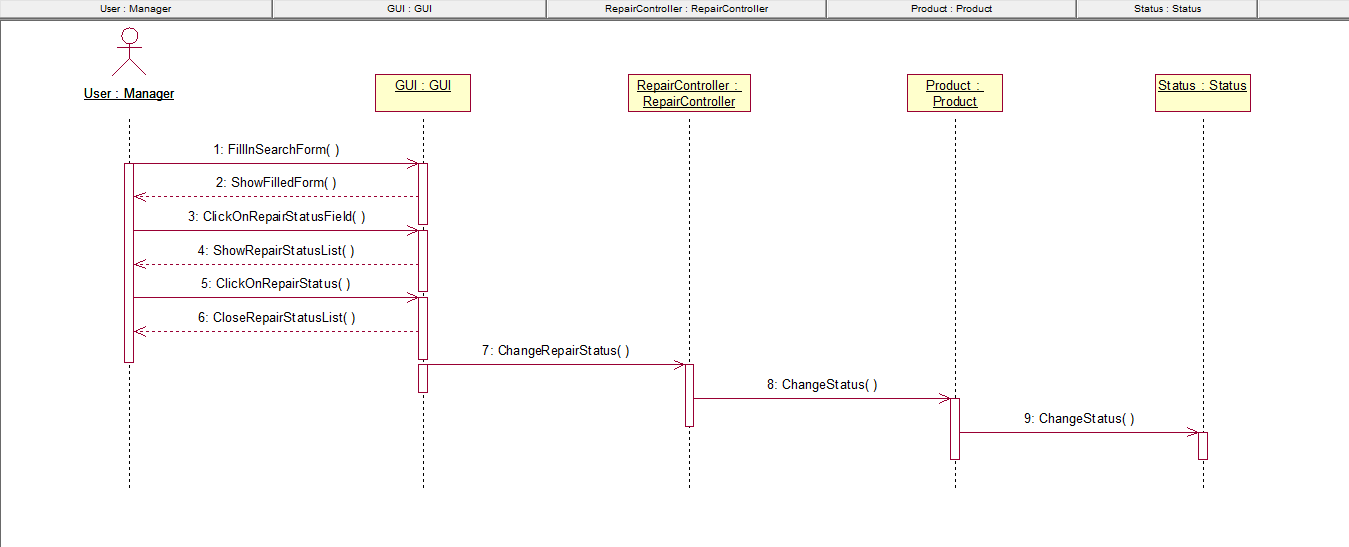 User : Manager
GUI : GUI
RepairController : RepairController
Product : Product
Status : Status
User : Manager
GUI : GUI
RepairController :
RepairController
Product :
Product
Status : Status
1: FillInSearchForm( )
2: ShowFilledForm( )
3: ClickOnRepairStatusField( )
4: ShowRepairStatusList( )
5: ClickOnRepairStatus( )
6: CloseRepairStatusList( )
7: ChangeRepairStatus( )
8: ChangeStatus( )
9: ChangeStatus( )